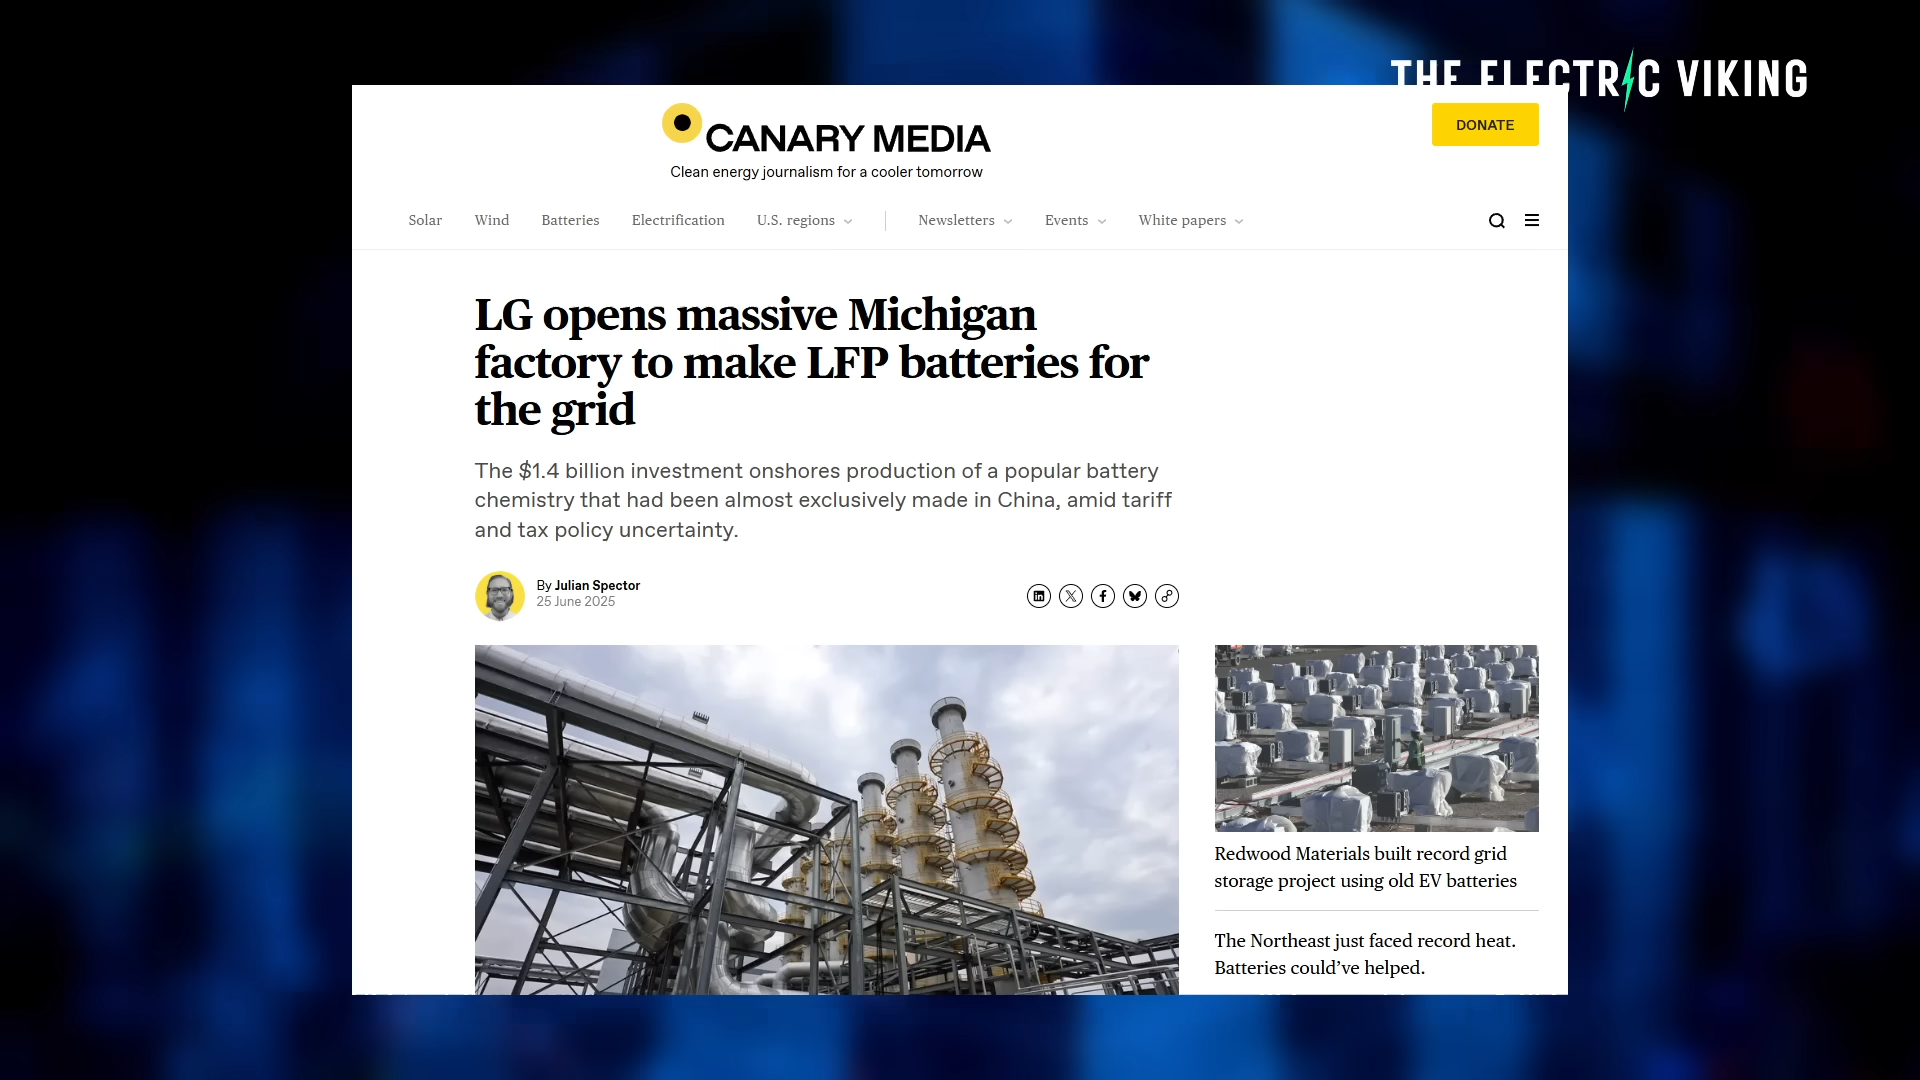 THE ELECTRIC VIKING
CANARY MEDIA
DONATE
Clean energy journalism for a cooler tomorrow
Solar
Wind
Batteries
Electrification
U.S. regions
Newsletters
Events
White papers
LG opens massive Michigan
factory to make LFP batteries for
the grid
The $1.4 billion investment onshores production of a popular battery
chemistry that had been almost exclusively made in China, amid tariff
and tax policy uncertainty.
By Julian Spector
25 June 2025
Redwood Materials built record grid
storage project using old EV batteries
The Northeast just faced record heat.
Batteries could’ve helped.